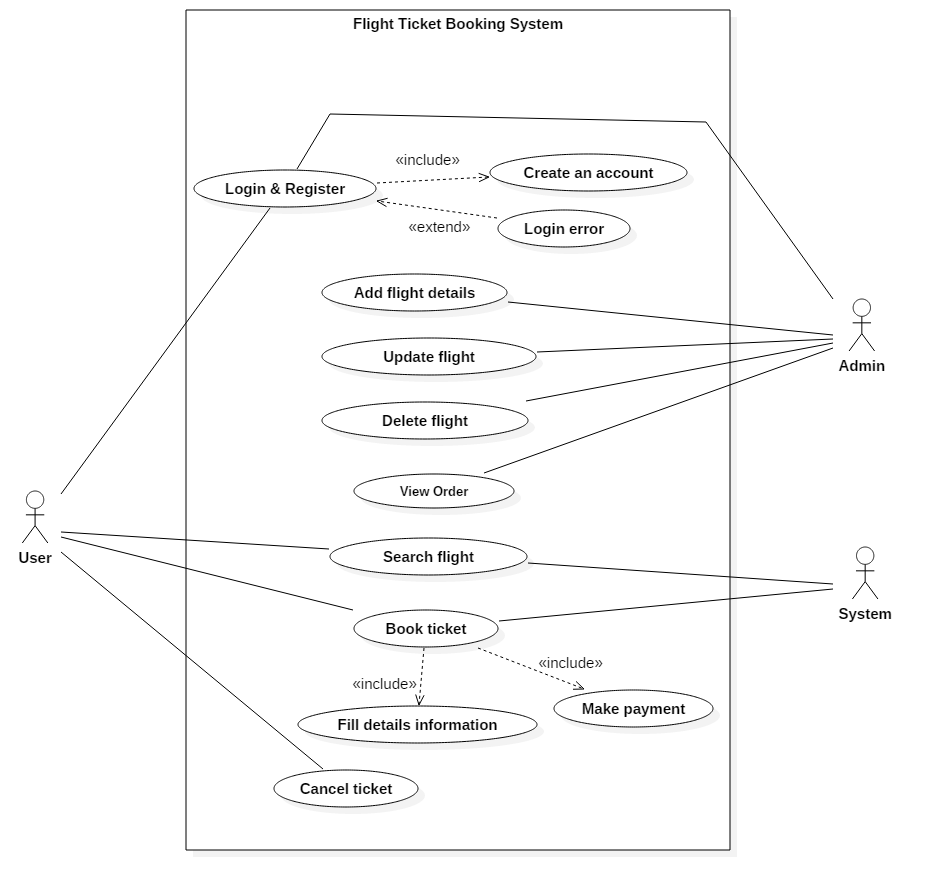 Flight Ticket Booking System
«include»
Create an account
Login & Register
«extend»
Login error
Add flight details
Update flight
Admin
Delete flight
View Order
User
Search flight
System
Book ticket
«include»
«include»
Make payment
Fill details information
Cancel ticket